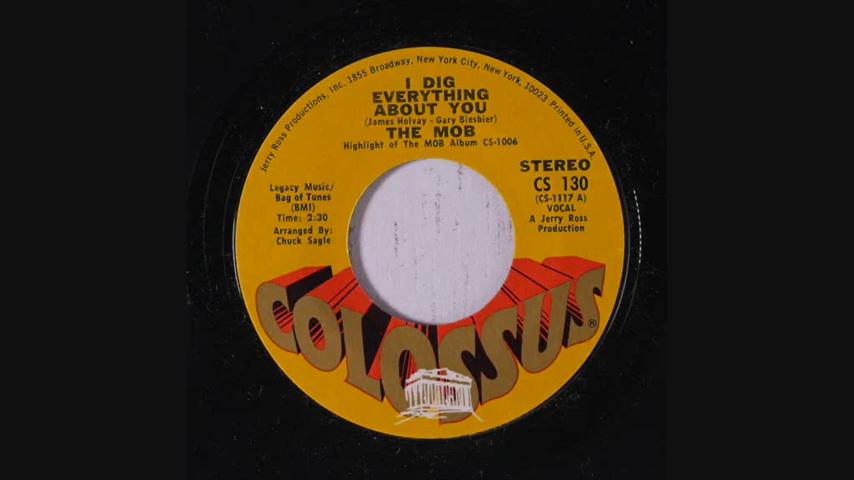 Jerry Ross Productions, Inc. 1855 Broadway, New York City, New York, 10023 Printed in U.S.A.
I DIG
EVERYTHING
ABOUT YOU
(James Holvay - Gary Biesbier)
THE MOB
Highlight of The MOB Album CS-1006
STEREO
CS 130
(CS-1117 A)
VOCAL
A Jerry Ross
Production
Legacy Music/
Bag of Tunes
(BMI)
Time: 2:30
Arranged By:
Chuck Sagle
COLOSSUS®